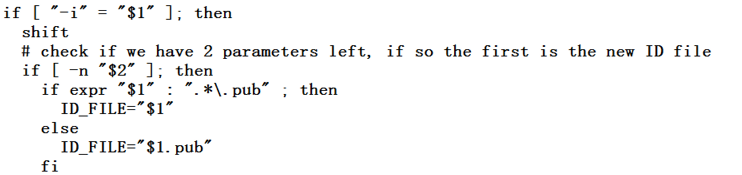 if [ "-i" = "$1" ]; then
  shift
  # check if we have 2 parameters left, if so the first is the new ID file
  if [ -n "$2" ]; then
    if expr "$1" : ".*\.pub" ; then
      ID_FILE="$1"
    else
      ID_FILE="$1.pub"
    fi